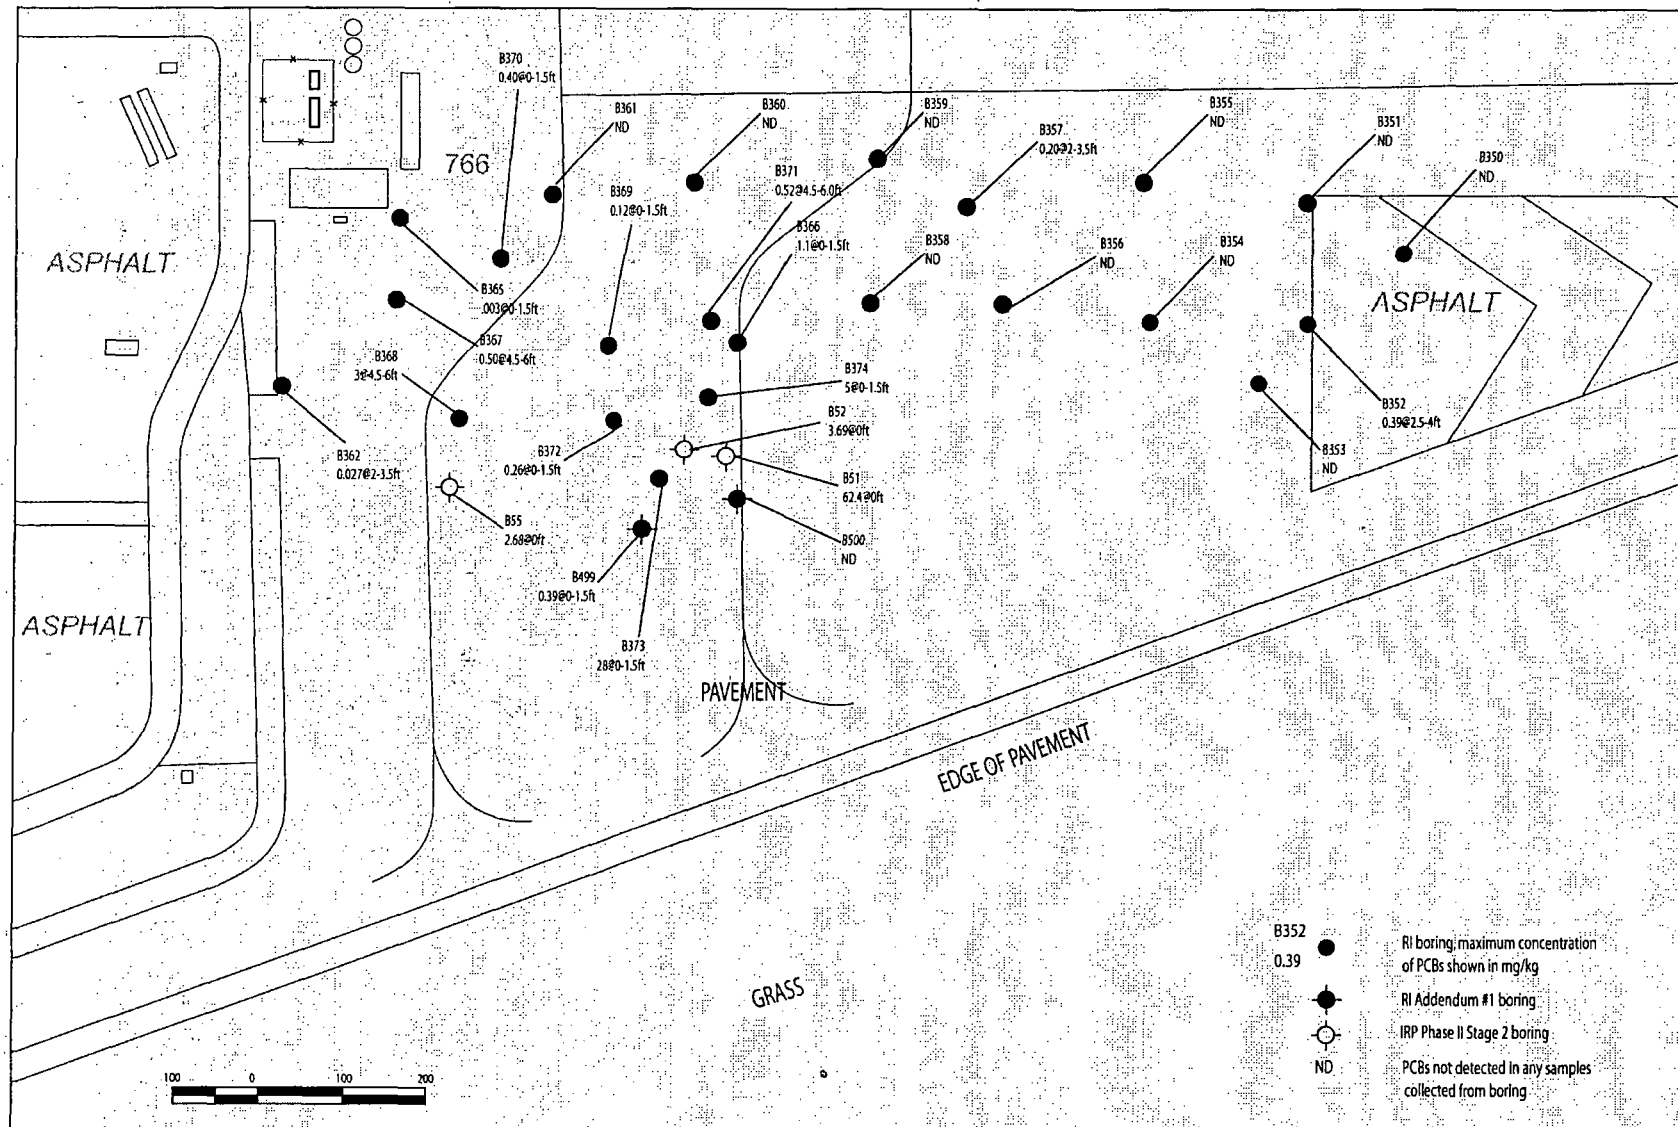 B370
0.40@0-1.5ft
B361
ND
B360
ND
B359
ND
B357
0.20@2-3.5ft
B355
ND
B351
ND
B350
ND
766
B369
0.12@0-1.5ft
B371
0.52@4.5-6.0ft
B366
1.1@0-1.5ft
B358
ND
B356
ND
B354
ND
ASPHALT
B365
.003@0-1.5ft
ASPHALT
B367
0.50@4.5-6ft
B368
3@4.5-6ft
B374
5@0-1.5ft
B352
0.39@2.5-4ft
B52
3.69@0ft
B353
ND
B362
0.027@2-3.5ft
B372
0.26@0-1.5ft
B51
62.4@0ft
B55
2.68@0ft
B500
ND
B499
0.39@0-1.5ft
ASPHALT
B373
28@0-1.5ft
PAVEMENT
EDGE OF PAVEMENT
GRASS
B352
0.39
RI boring, maximum concentration
of PCBs shown in mg/kg
RI Addendum #1 boring
IRP Phase II Stage 2 boring
ND
PCBs not detected in any samples
collected from boring
100 0 100 200